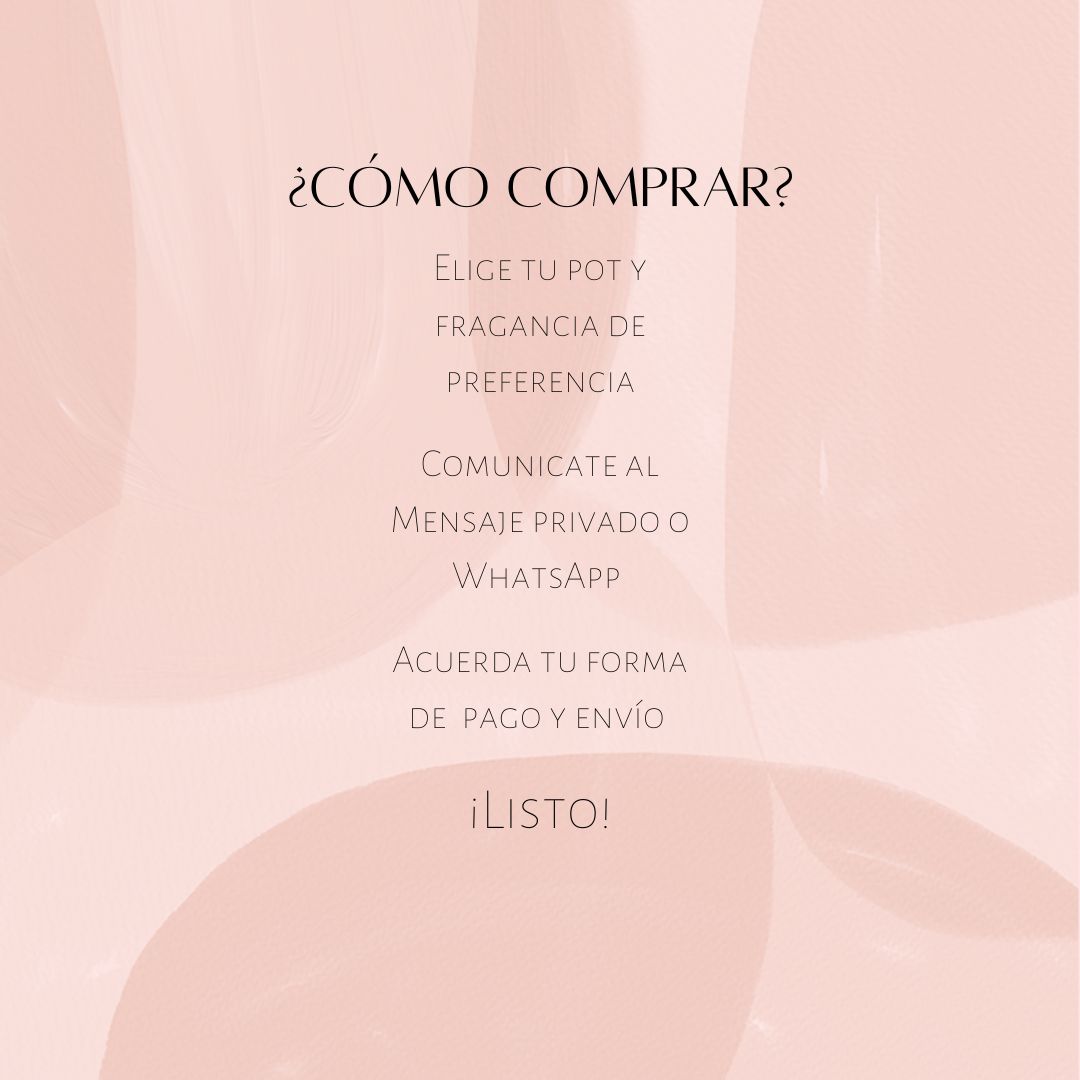 ¿CÓMO COMPRAR?
Elige tu pot y
fragancia de
preferencia
Comunicate al
Mensaje privado o
WhatsApp
Acuerda tu forma
de pago y envío
¡Listo!